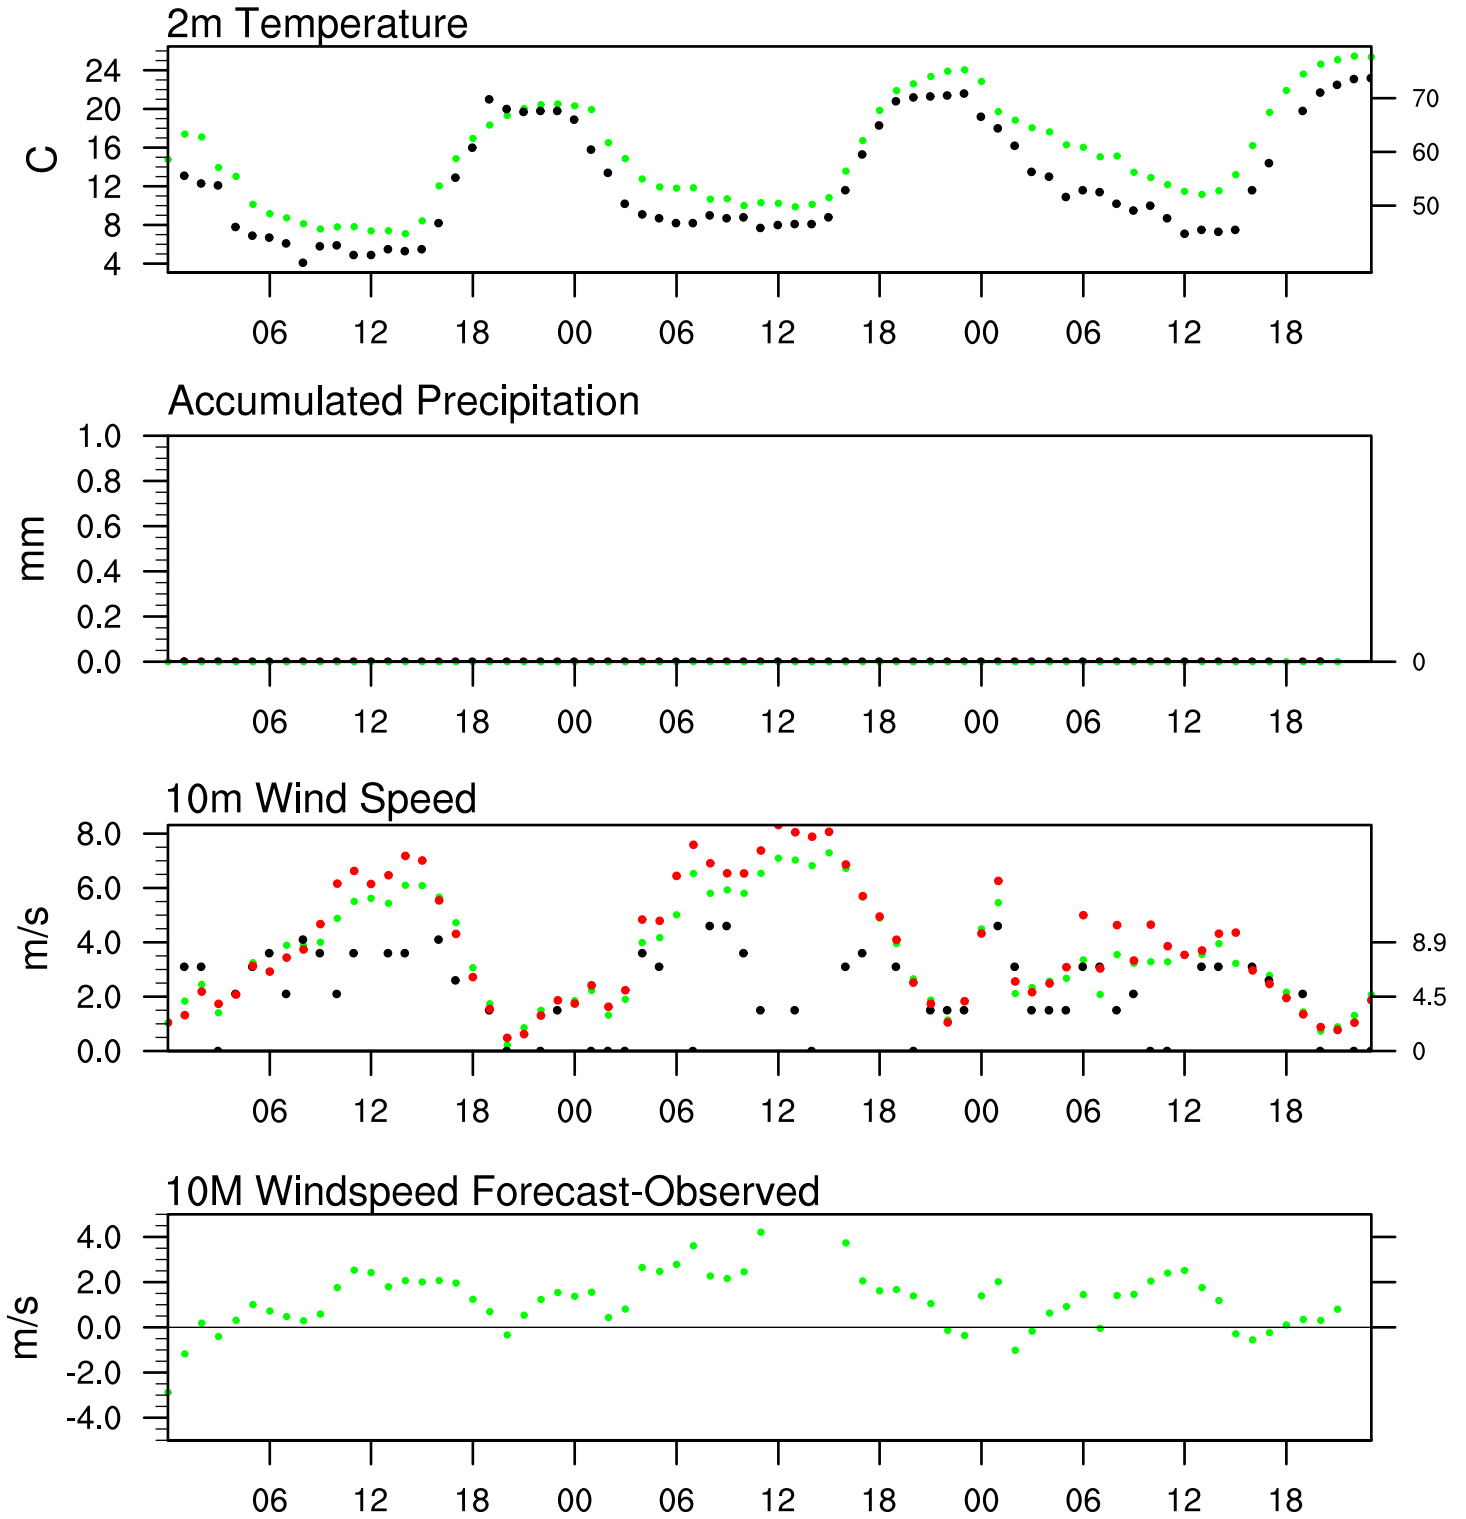 2m Temperature
24
20
16
12
8
4
C
70
60
50
06 12 18 00 06 12 18 00 06 12 18
Accumulated Precipitation
1.0
0.8
0.6
0.4
0.2
0.0
mm
0
06 12 18 00 06 12 18 00 06 12 18
10m Wind Speed
8.0
6.0
4.0
2.0
0.0
m/s
8.9
4.5
0
06 12 18 00 06 12 18 00 06 12 18
10M Windspeed Forecast-Observed
4.0
2.0
0.0
-2.0
-4.0
m/s
06 12 18 00 06 12 18 00 06 12 18